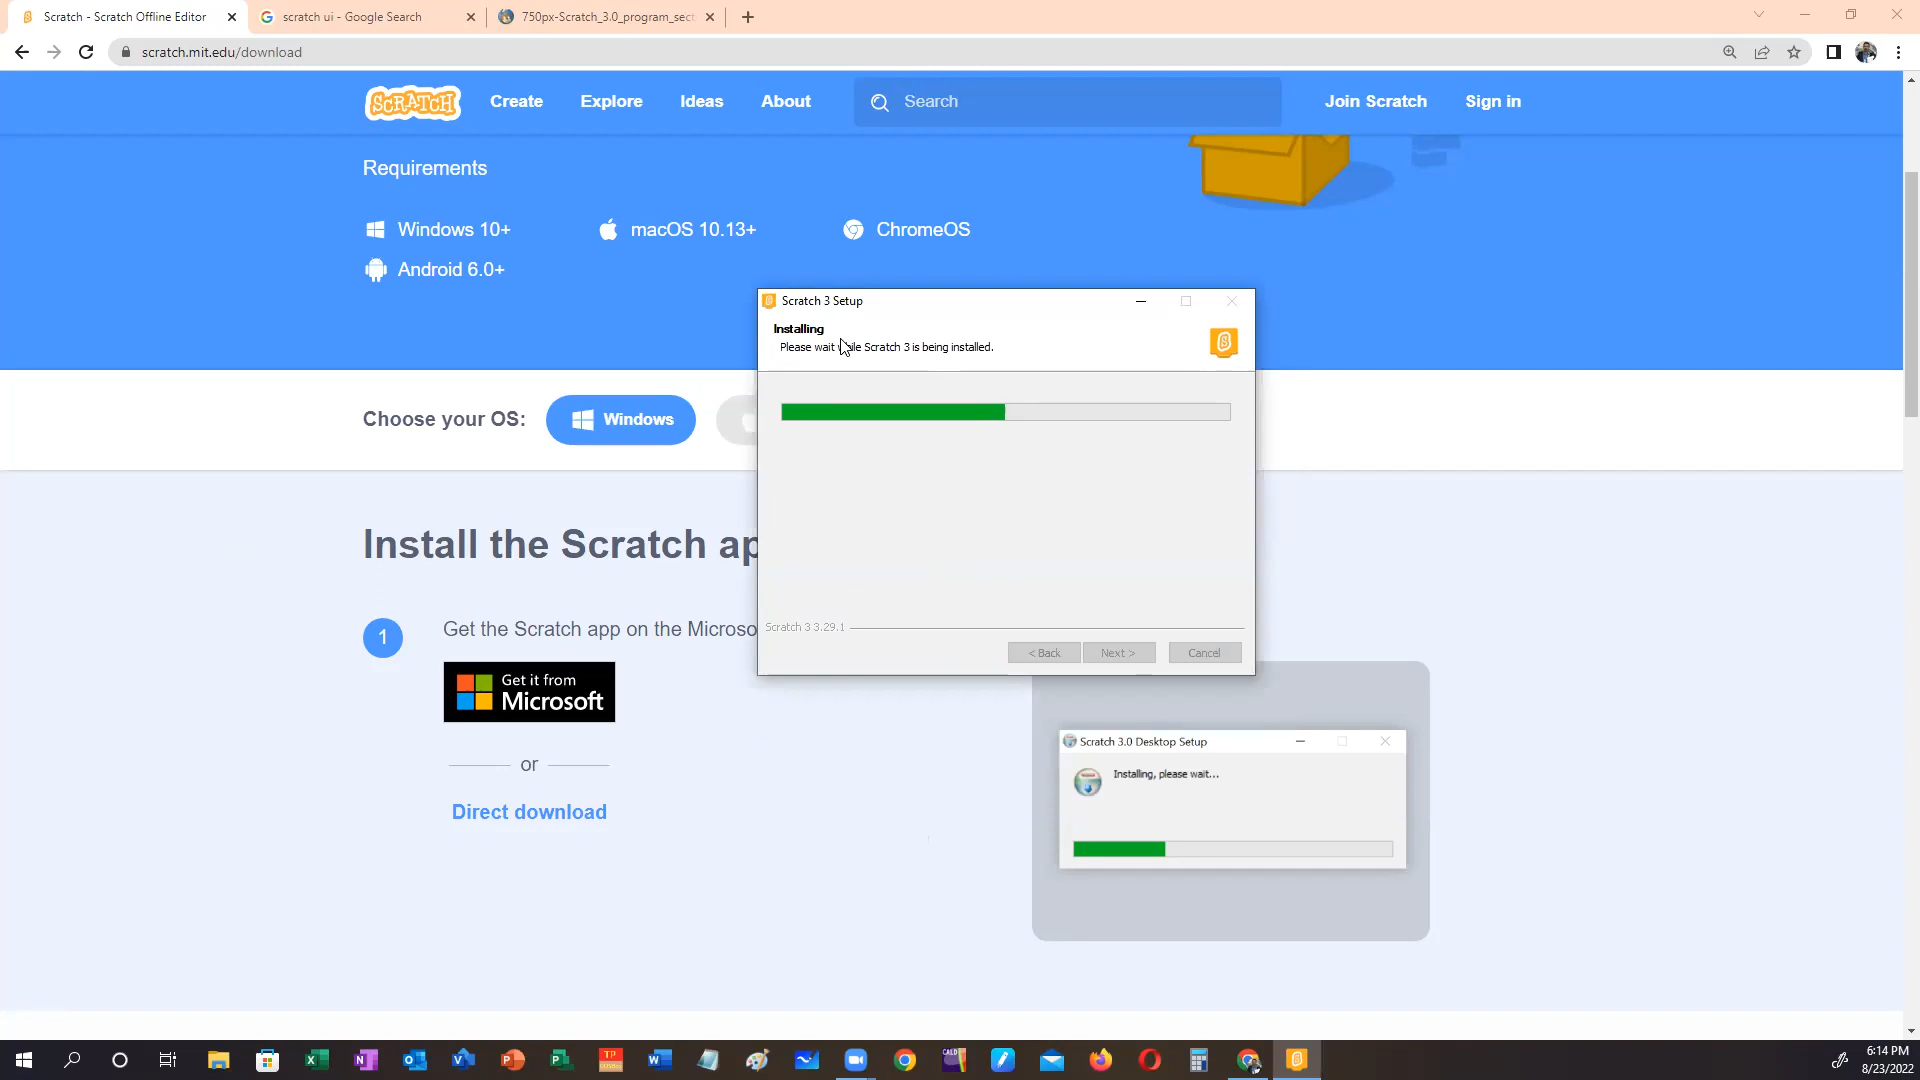 Scratch - Scratch Offline Editor
scratch ui - Google Search
750px-Scratch_3.0_program_sect
scratch.mit.edu/download
SCRATCH
Create
Explore
Ideas
About
Search
Join Scratch
Sign in
Requirements
Windows 10+
macOS 10.13+
ChromeOS
Android 6.0+
Scratch 3 Setup
Installing
Please wait while Scratch 3 is being installed.
Choose your OS:
Windows
Install the Scratch ap
1
Get the Scratch app on the Microso
Scratch 3 3.29.1
< Back
Next >
Cancel
Get it from
Microsoft
or
Direct download
Scratch 3.0 Desktop Setup
Installing, please wait...
CALD
TP
6:14 PM
8/23/2022